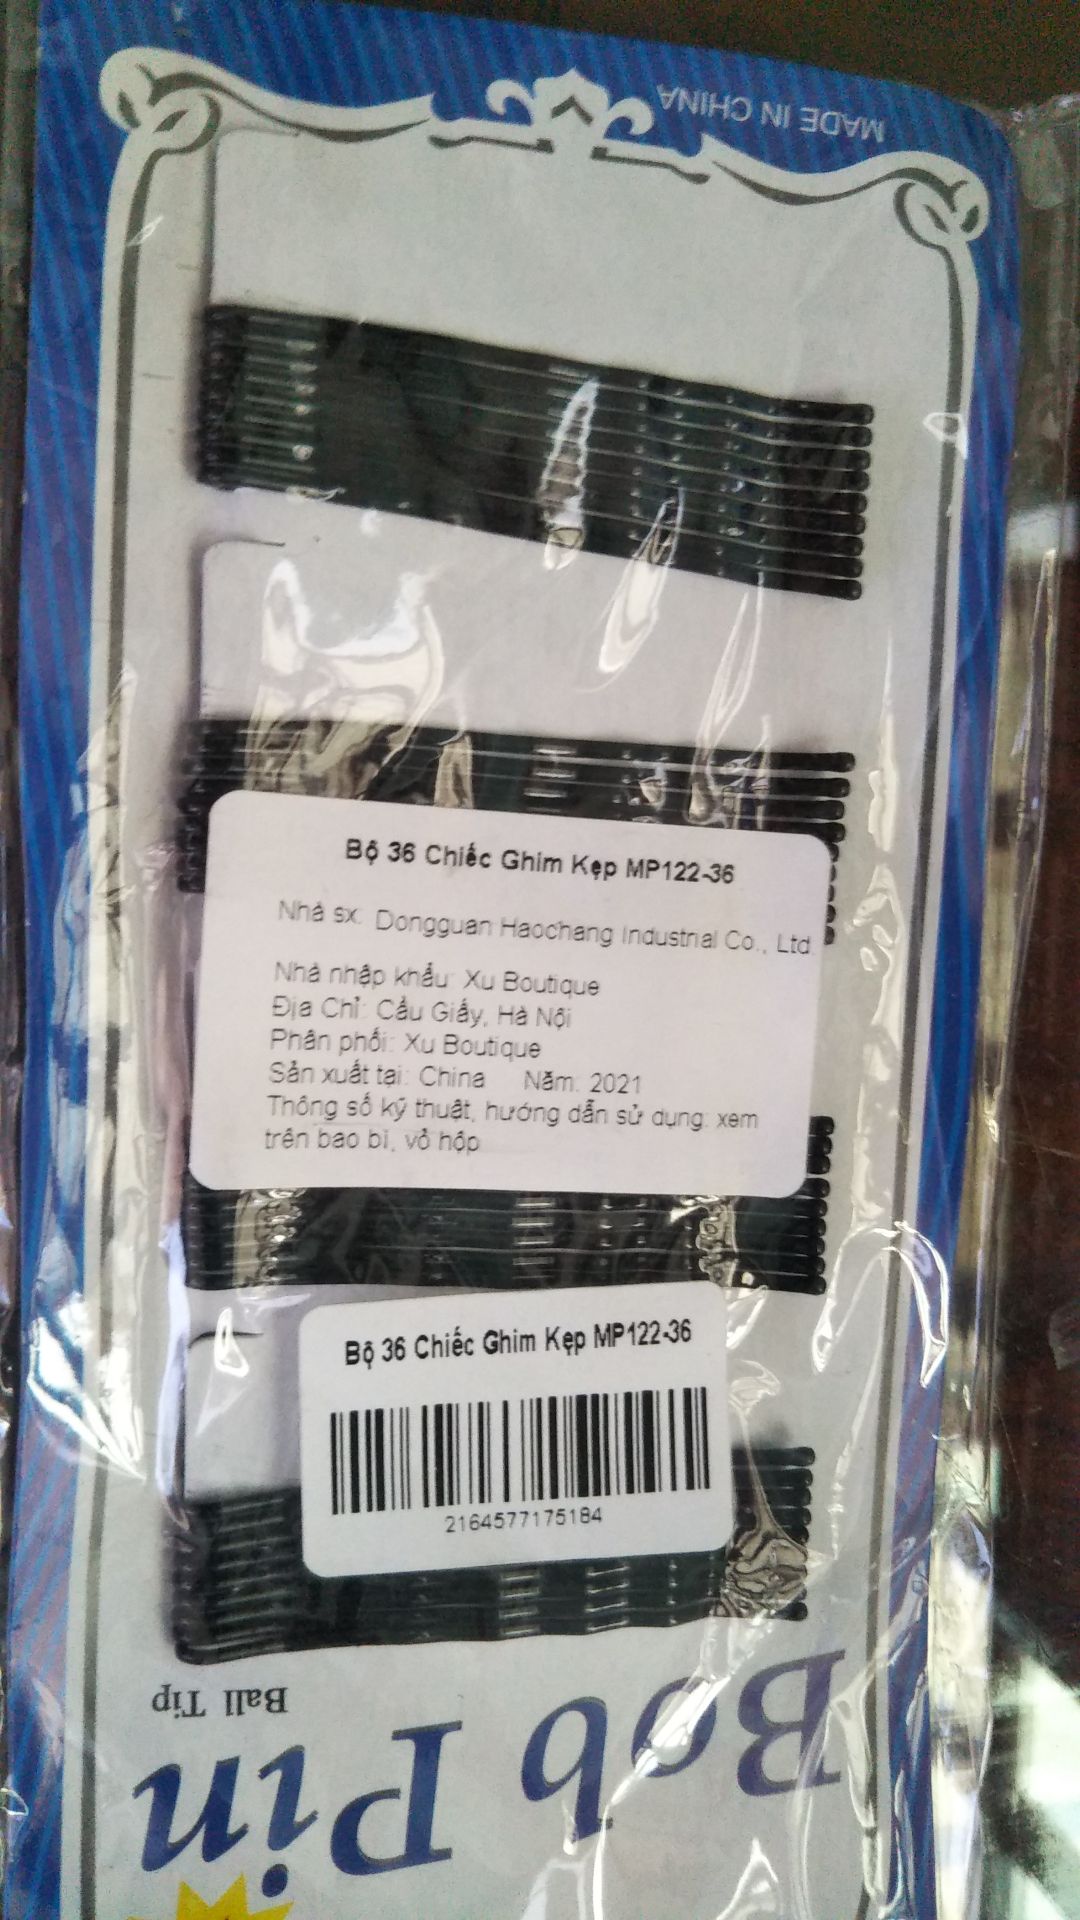 MADE IN CHINA
Bộ 36 Chiếc Ghim Kẹp MP122-36
Nhà sx: Dongguan Haochang Industrial Co., Ltd
Nhà nhập khẩu: Xu Boutique
Địa Chỉ: Cầu Giấy, Hà Nội
Phân phối: Xu Boutique
Sản xuất tại: China Năm: 2021
Thông số kỹ thuật, hướng dẫn sử dụng: xem
trên bao bì, vỏ hộp
Bộ 36 Chiếc Ghim Kẹp MP122-36
2164577175184
Ball Tip
Bob Pin